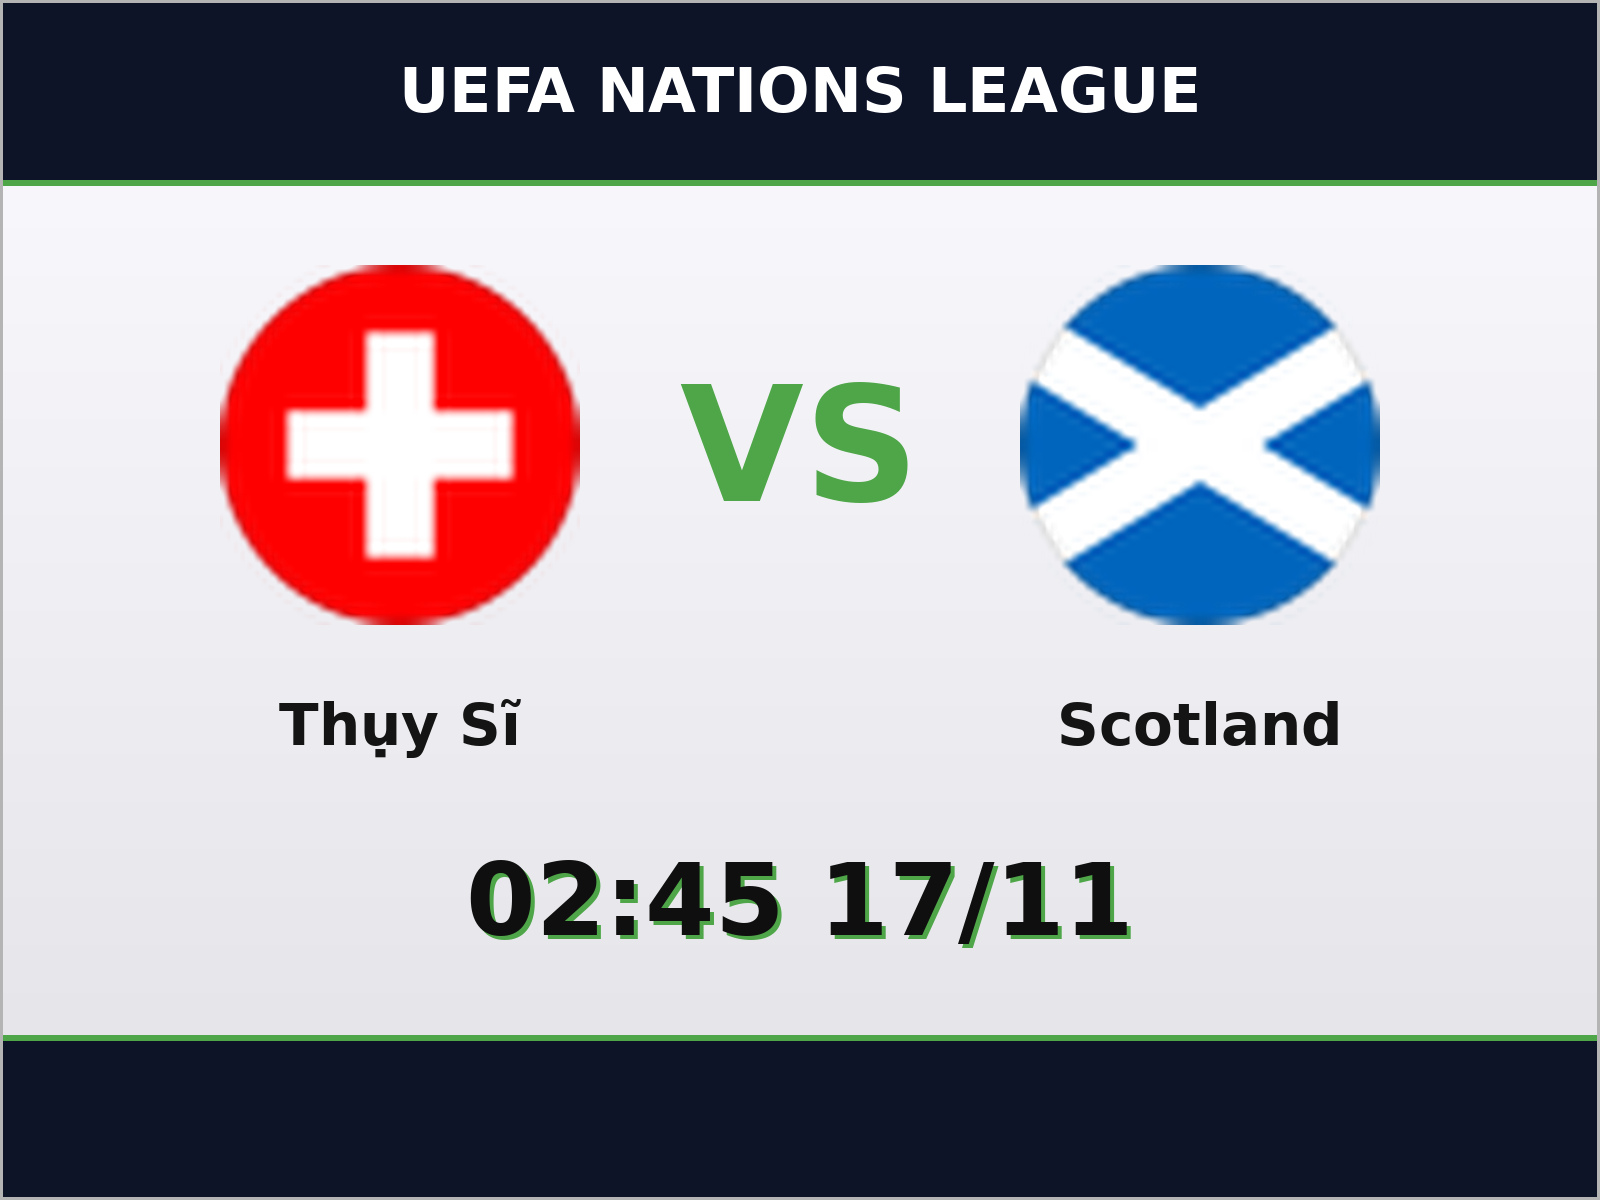 UEFA NATIONS LEAGUE
VS
Thụy Sĩ
Scotland
02:45 17/11